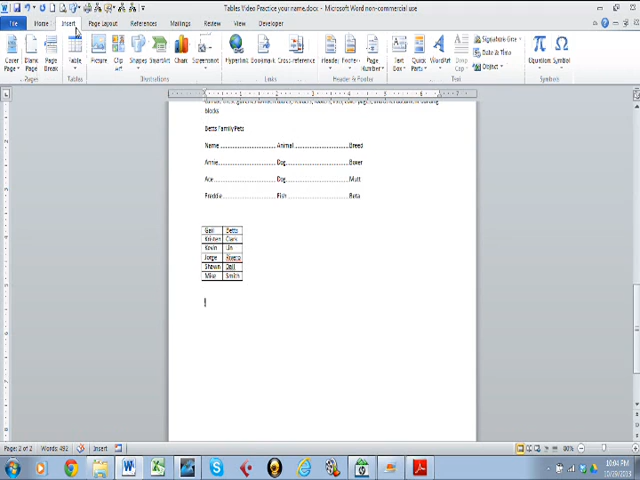 Tables Video Practice your name.docx - Microsoft Word non-commercial use
File Home Insert Page Layout References Mailings Review View Developer
Cover Page Blank Page Page Break Table Picture Clip Art Shapes SmartArt Chart Screenshot Hyperlink Bookmark Cross-reference Header Footer Page Number Text Box Quick Parts WordArt Drop Cap Equation Symbol
Signature Line
Date & Time
Object
Pages Tables Illustrations Links Header & Footer Text Symbols
blocks
Betts Family Pets
Name Animal Breed
Annie Dog Boxer
Ace Dog Mutt
Freddie Fish Beta
Gail Betts
Kristen Clark
Kevin Lin
Jorge Rivera
Shawn Dail
Mike Smith
Page: 2 of 2 Words: 492 Insert 80%
10:04 PM
10/29/2013